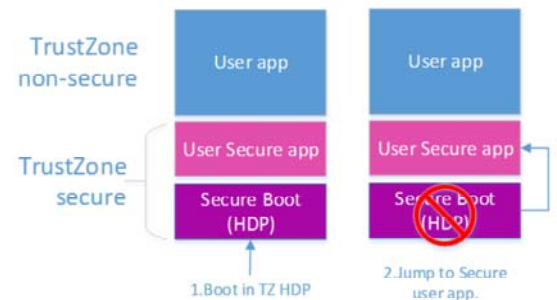 TrustZone
non-secure
User app
User app
TrustZone
secure
User Secure app
User Secure app
Secure Boot
(HDP)
Secure Boot
(HDP)
1.Boot in TZ HDP
2.Jump to Secure
user app.